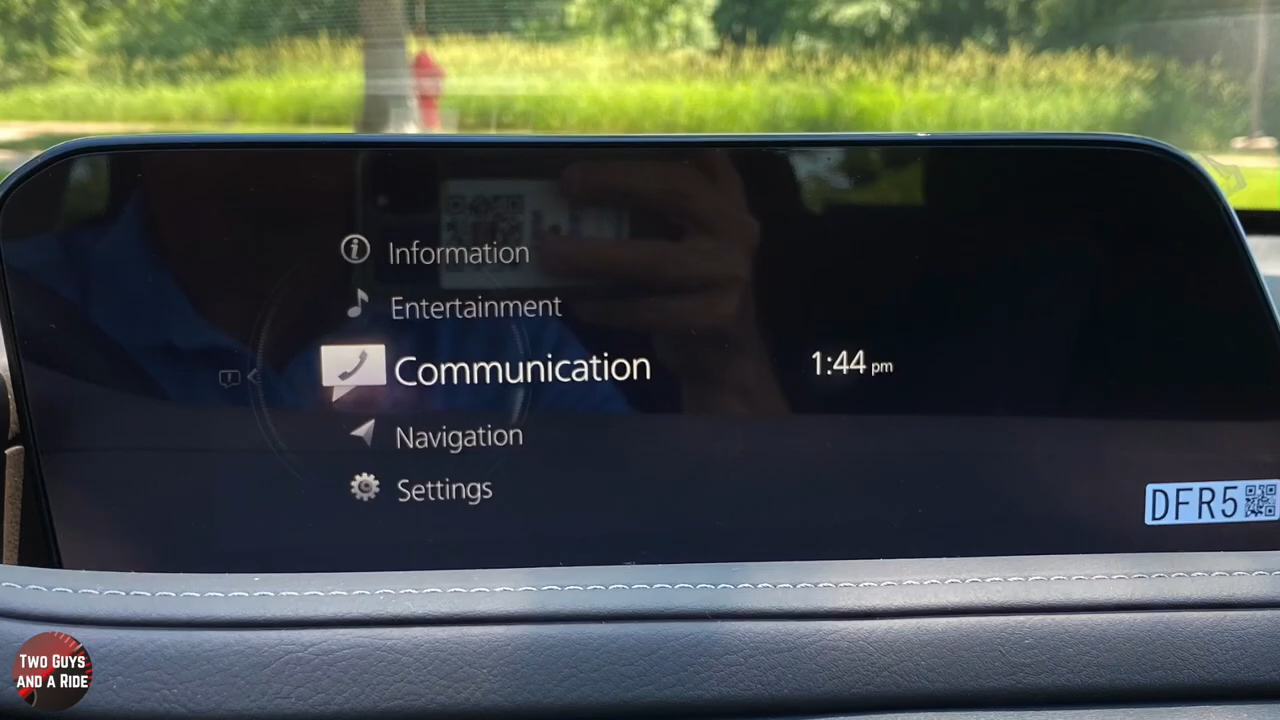 Information
Entertainment
Communication
1:44 pm
Navigation
Settings
DFR5
TWO GUYS
AND A RIDE